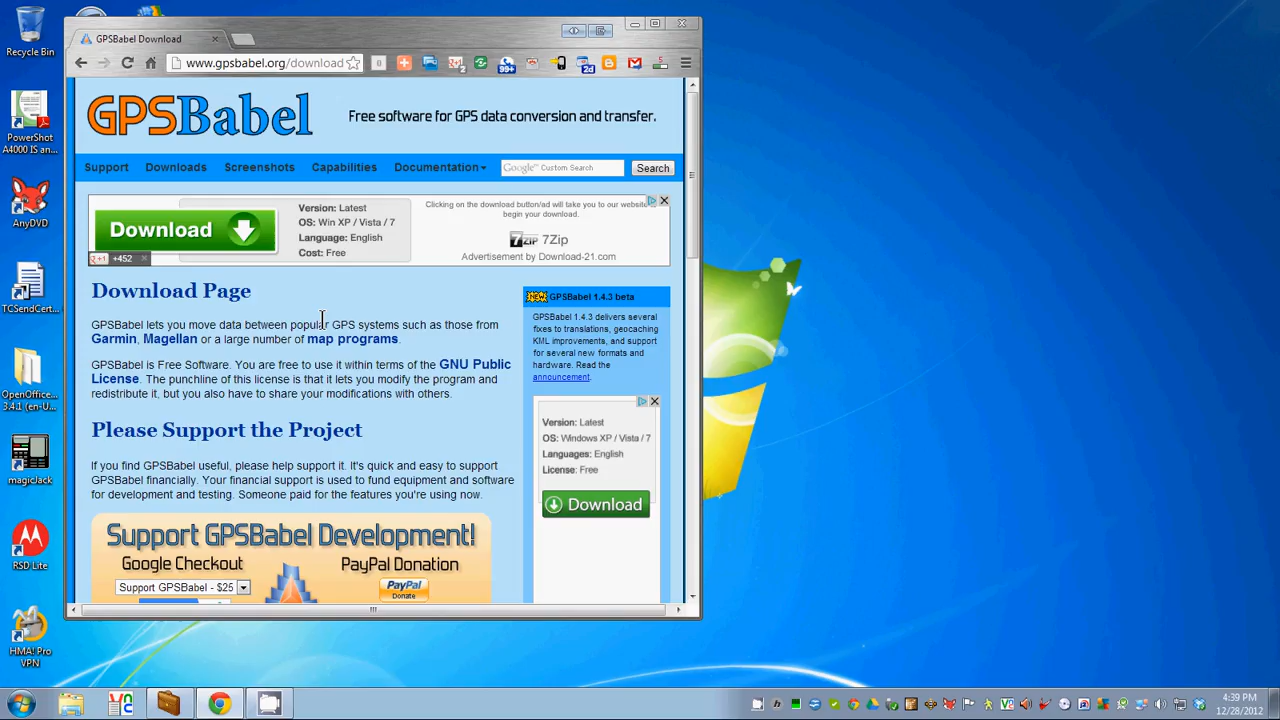 Recycle Bin
PowerShot
A4000 IS an...
AnyDVD
TCSendCert...
OpenOffice...
3.4.1 (en-U...
magicJack
RSD Lite
HMA! Pro
VPN
GPSBabel Download
www.gpsbabel.org/download
0
2
99+
2d
5
GPSBabel
Free software for GPS data conversion and transfer.
Support Downloads Screenshots Capabilities Documentation
Google Custom Search
Search
Download
Version: Latest
OS: Win XP / Vista / 7
Language: English
Cost: Free
Clicking on the download button/ad will take you to our website to
begin your download.
7ZIP 7Zip
Advertisement by Download-21.com
+1 +452
Download Page
GPSBabel lets you move data between popular GPS systems such as those from
Garmin, Magellan or a large number of map programs.
GPSBabel is Free Software. You are free to use it within terms of the GNU Public
License. The punchline of this license is that it lets you modify the program and
redistribute it, but you also have to share your modifications with others.
Please Support the Project
If you find GPSBabel useful, please help support it. It's quick and easy to support
GPSBabel financially. Your financial support is used to fund equipment and software
for development and testing. Someone paid for the features you're using now.
Support GPSBabel Development!
Google Checkout
PayPal Donation
Support GPSBabel - $25
PayPal
Donate
GPSBabel 1.4.3 beta
GPSBabel 1.4.3 delivers several
fixes to translations, geocaching
KML improvements, and support
for several new formats and
hardware. Read the
announcement.
Version: Latest
OS: Windows XP / Vista / 7
Languages: English
License: Free
Download
4:39 PM
12/28/2012